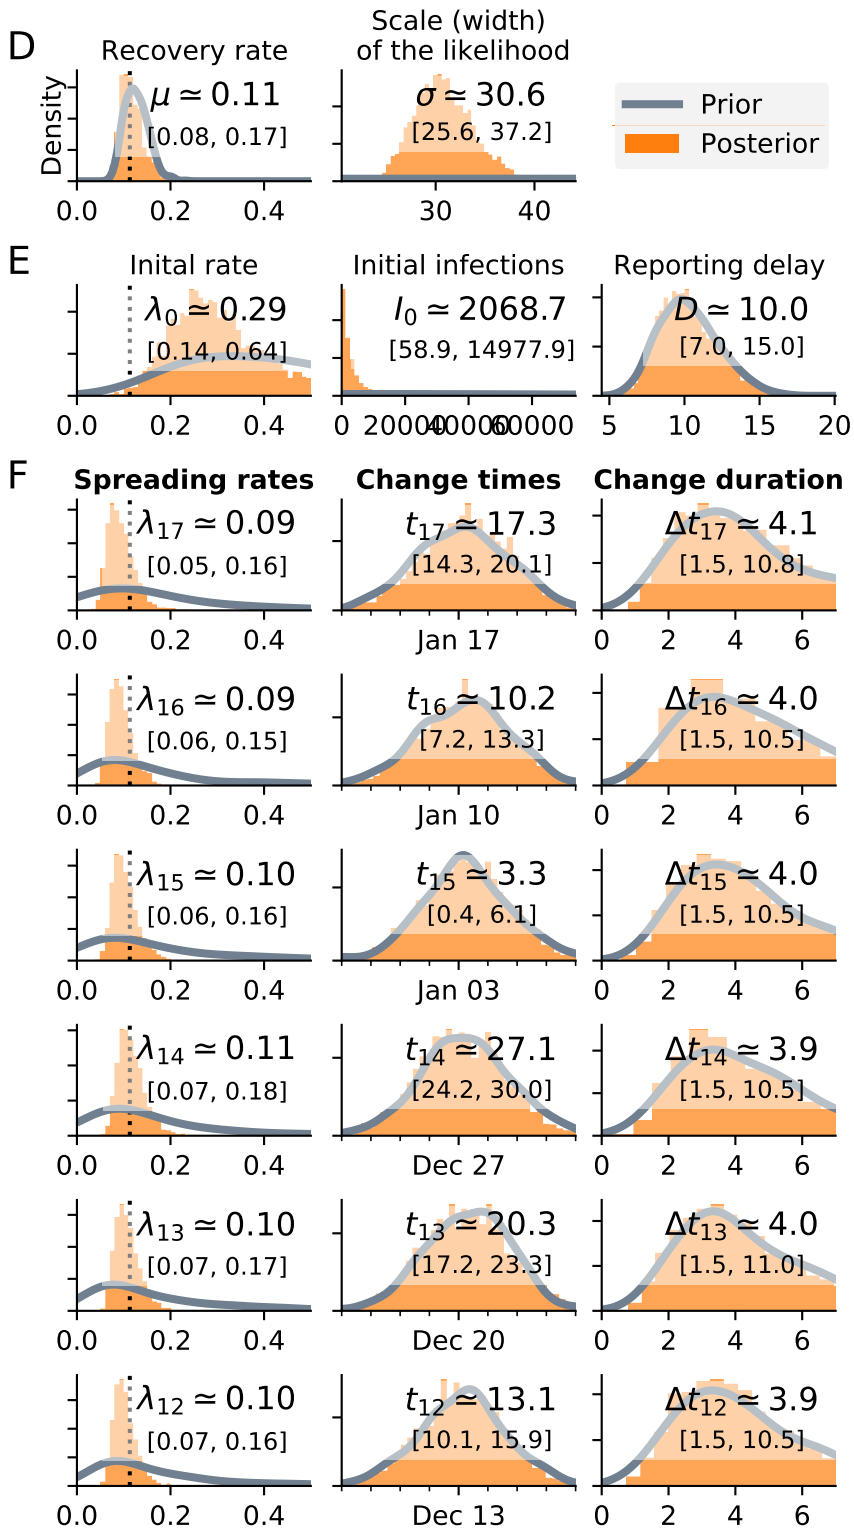 D
Recovery rate
Scale (width)
of the likelihood
Density
μ ≃ 0.11
[0.08, 0.17]
0.0 0.2 0.4
σ ≃ 30.6
[25.6, 37.2]
30 40
Prior
Posterior
E
Inital rate
λ0 ≃ 0.29
[0.14, 0.64]
0.0 0.2 0.4
Initial infections
I0 ≃ 2068.7
[58.9, 14977.9]
0 20000 40000 60000
Reporting delay
D ≃ 10.0
[7.0, 15.0]
5 10 15 20
F
Spreading rates Change times Change duration
λ17 ≃ 0.09
[0.05, 0.16]
0.0 0.2 0.4
t17 ≃ 17.3
[14.3, 20.1]
Jan 17
Δt17 ≃ 4.1
[1.5, 10.8]
0 2 4 6
λ16 ≃ 0.09
[0.06, 0.15]
0.0 0.2 0.4
t16 ≃ 10.2
[7.2, 13.3]
Jan 10
Δt16 ≃ 4.0
[1.5, 10.5]
0 2 4 6
λ15 ≃ 0.10
[0.06, 0.16]
0.0 0.2 0.4
t15 ≃ 3.3
[0.4, 6.1]
Jan 03
Δt15 ≃ 4.0
[1.5, 10.5]
0 2 4 6
λ14 ≃ 0.11
[0.07, 0.18]
0.0 0.2 0.4
t14 ≃ 27.1
[24.2, 30.0]
Dec 27
Δt14 ≃ 3.9
[1.5, 10.5]
0 2 4 6
λ13 ≃ 0.10
[0.07, 0.17]
0.0 0.2 0.4
t13 ≃ 20.3
[17.2, 23.3]
Dec 20
Δt13 ≃ 4.0
[1.5, 11.0]
0 2 4 6
λ12 ≃ 0.10
[0.07, 0.16]
0.0 0.2 0.4
t12 ≃ 13.1
[10.1, 15.9]
Dec 13
Δt12 ≃ 3.9
[1.5, 10.5]
0 2 4 6